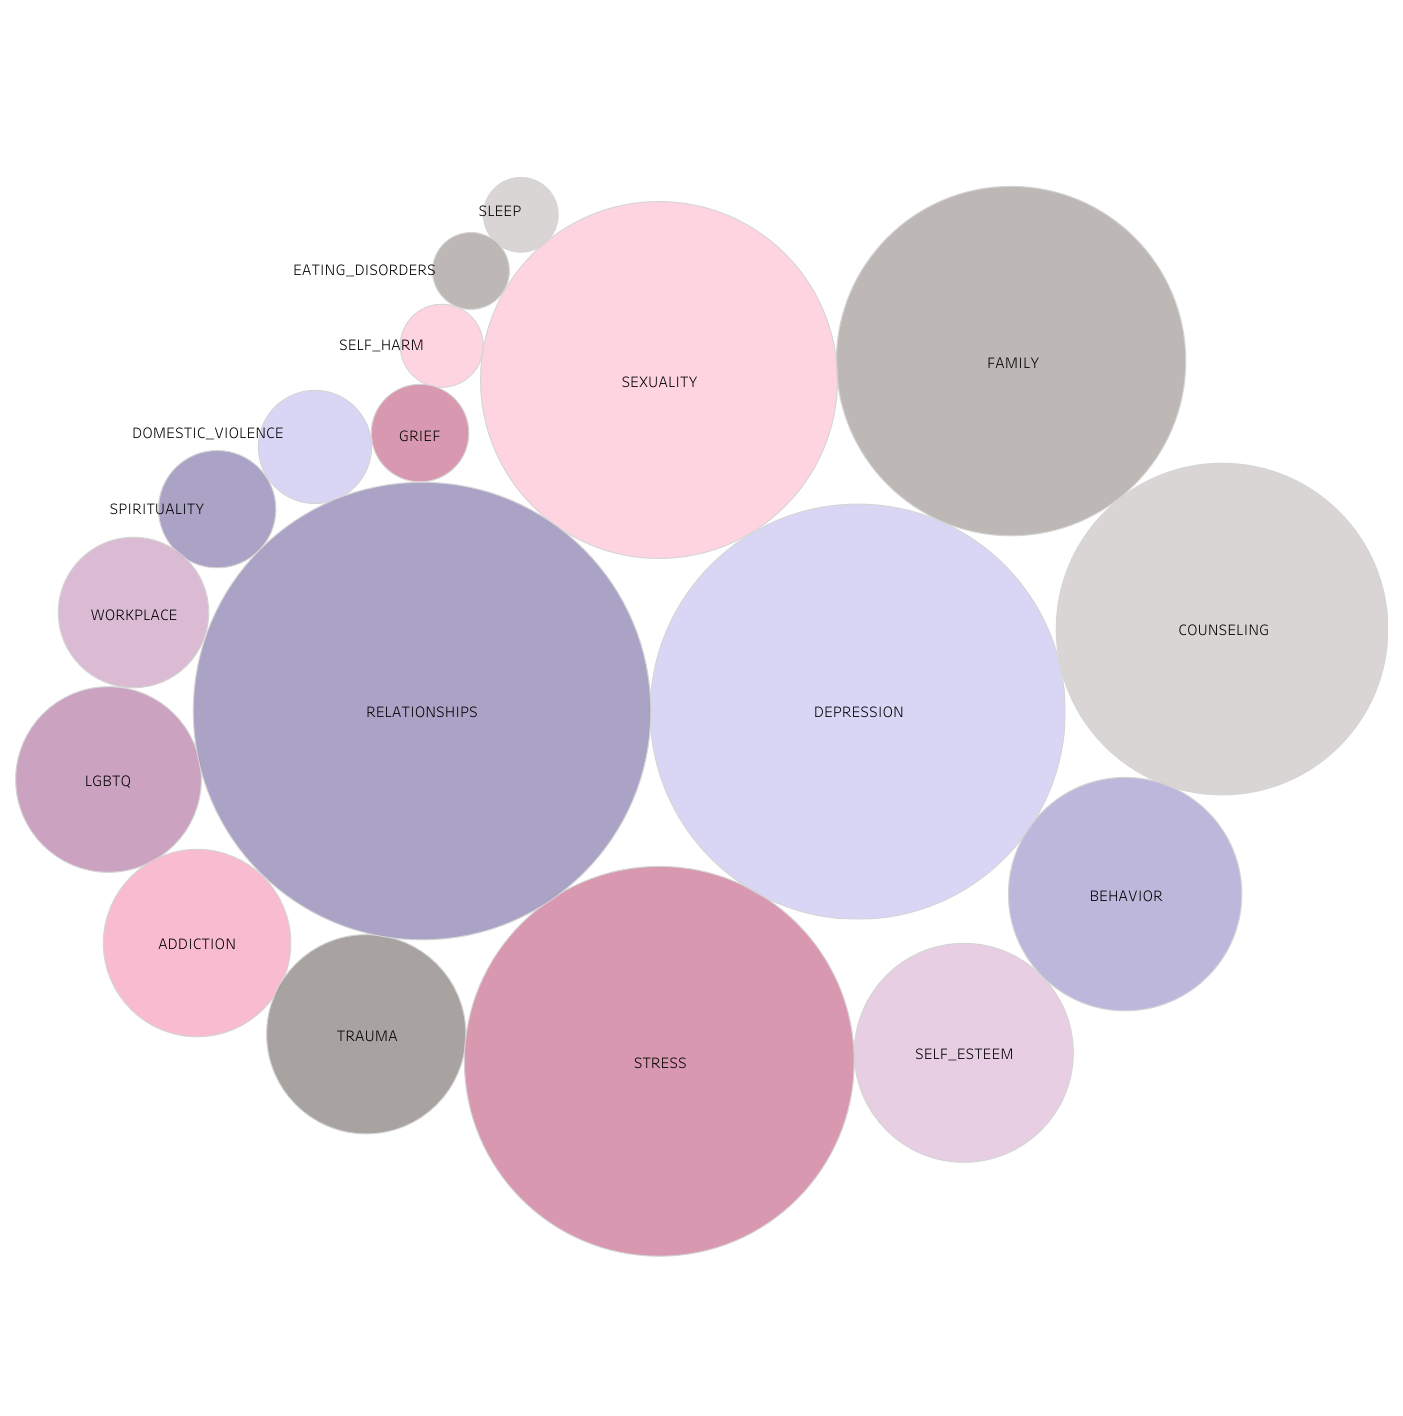 SLEEP
EATING_DISORDERS
SELF_HARM
FAMILY
SEXUALITY
DOMESTIC_VIOLENCE
GRIEF
SPIRITUALITY
WORKPLACE
COUNSELING
RELATIONSHIPS
DEPRESSION
LGBTQ
BEHAVIOR
ADDICTION
TRAUMA
SELF_ESTEEM
STRESS